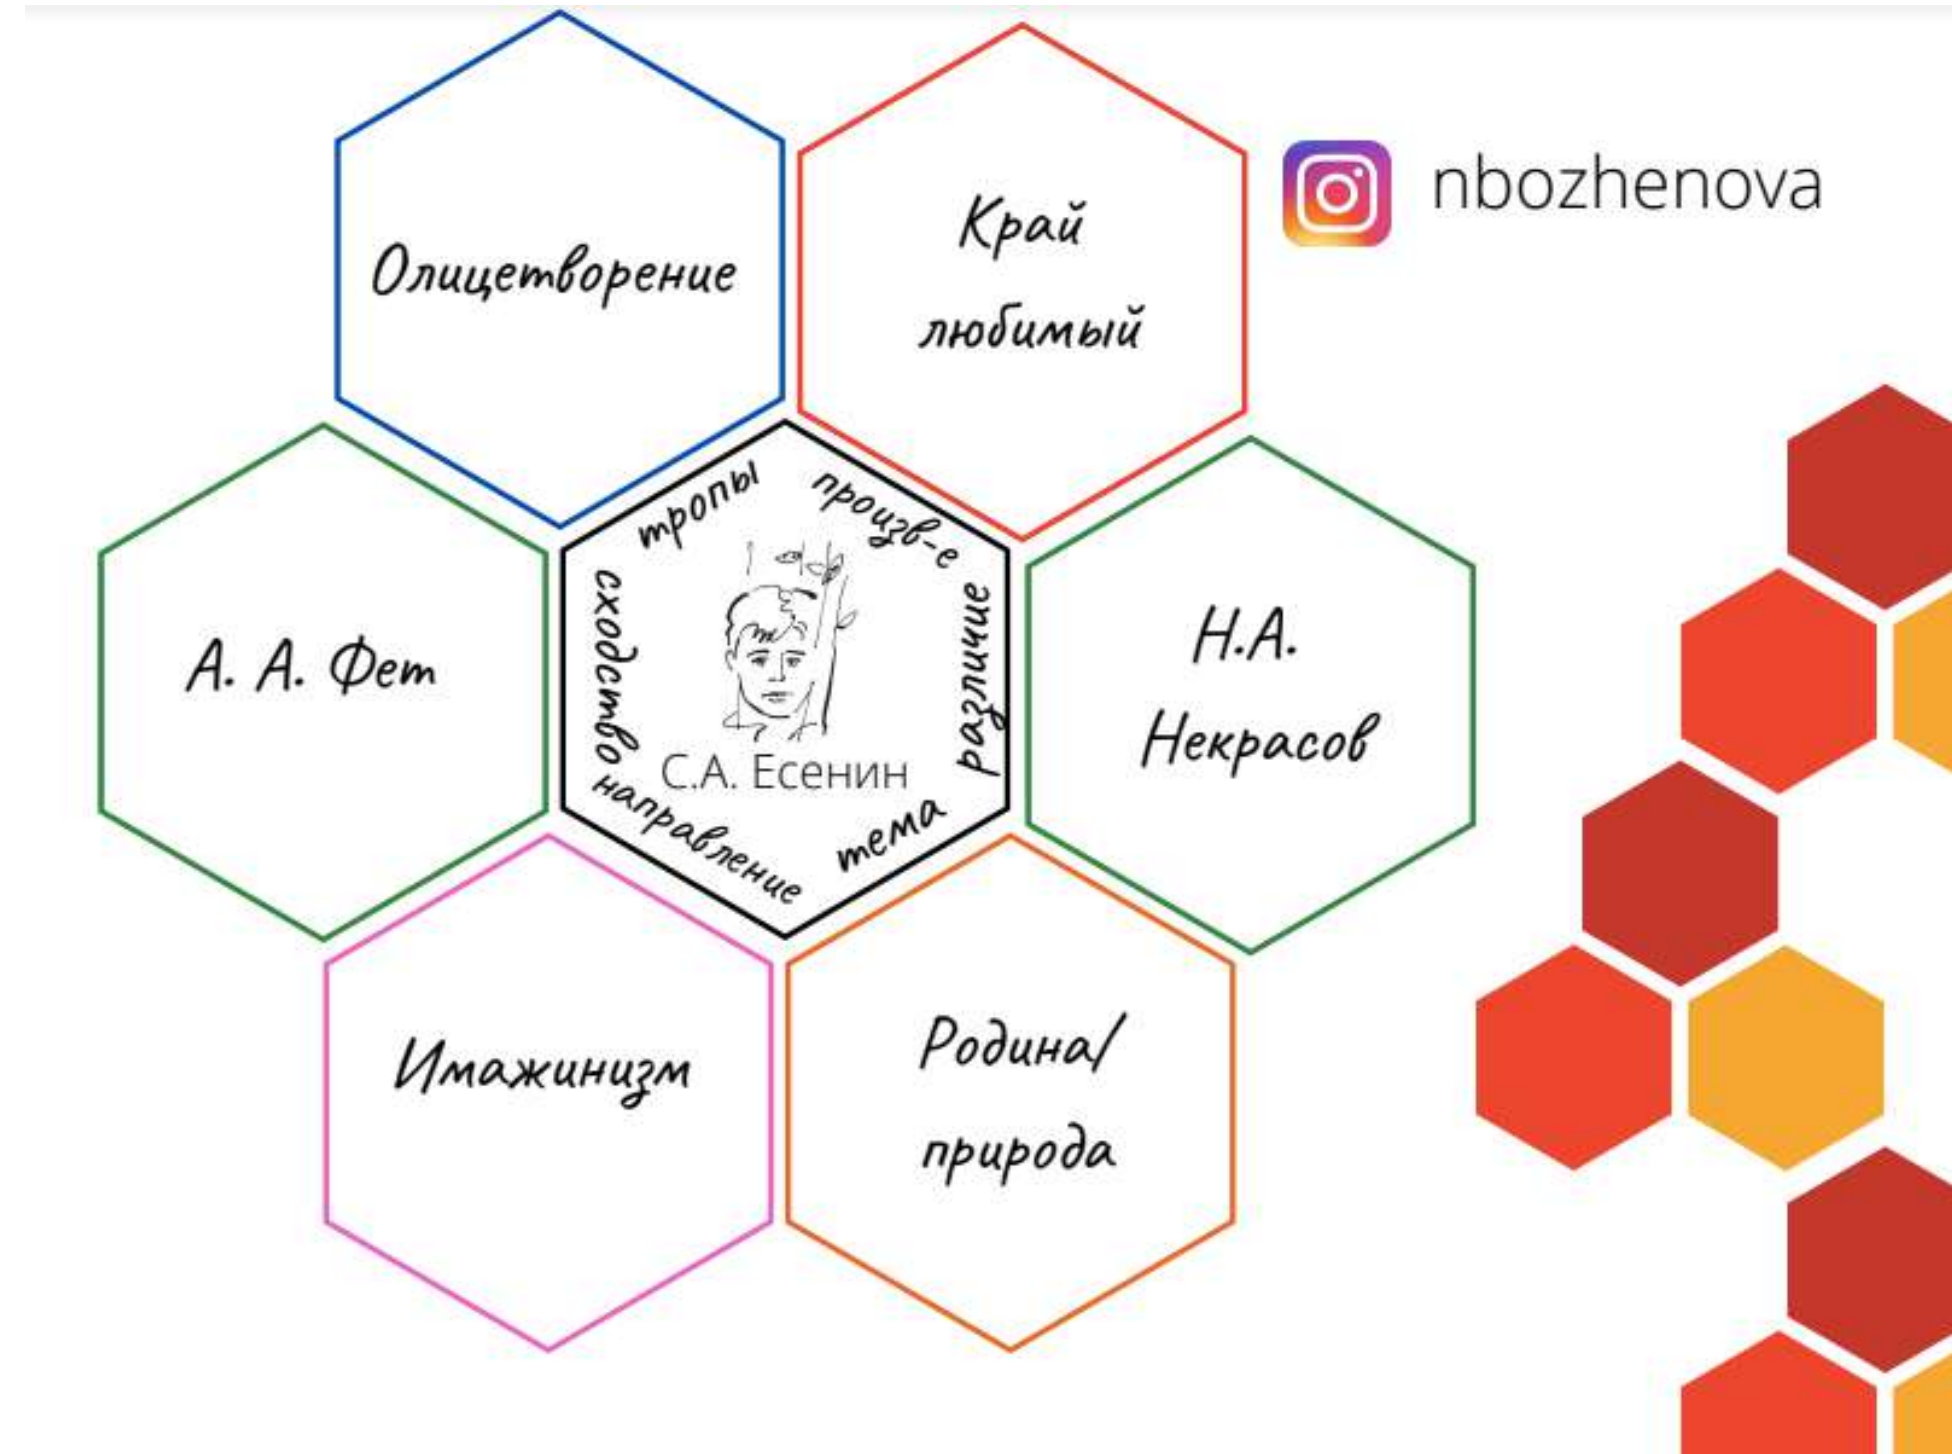 Олицетворение
Край
любимый
nbozhenova
А. А. Фет
тропы
произв-е
сходство
различие
С.А. Есенин
направление
тема
Н.А.
Некрасов
Имажинизм
Родина/
природа